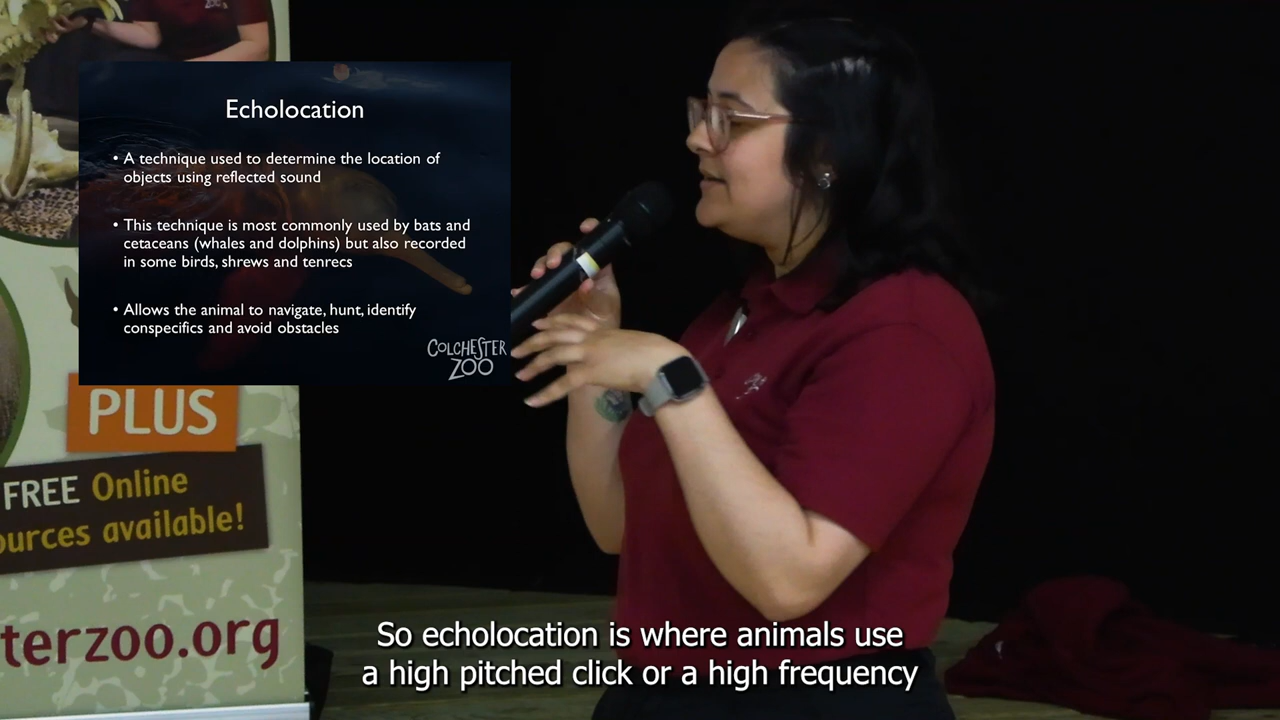 ZOO
Echolocation
• A technique used to determine the location of
objects using reflected sound
• This technique is most commonly used by bats and
cetaceans (whales and dolphins) but also recorded
in some birds, shrews and tenrecs
• Allows the animal to navigate, hunt, identify
conspecifics and avoid obstacles
COLCHESTER
ZOO
PLUS
FREE Online
ources available!
terzoo.org
So echolocation is where animals use
a high pitched click or a high frequency